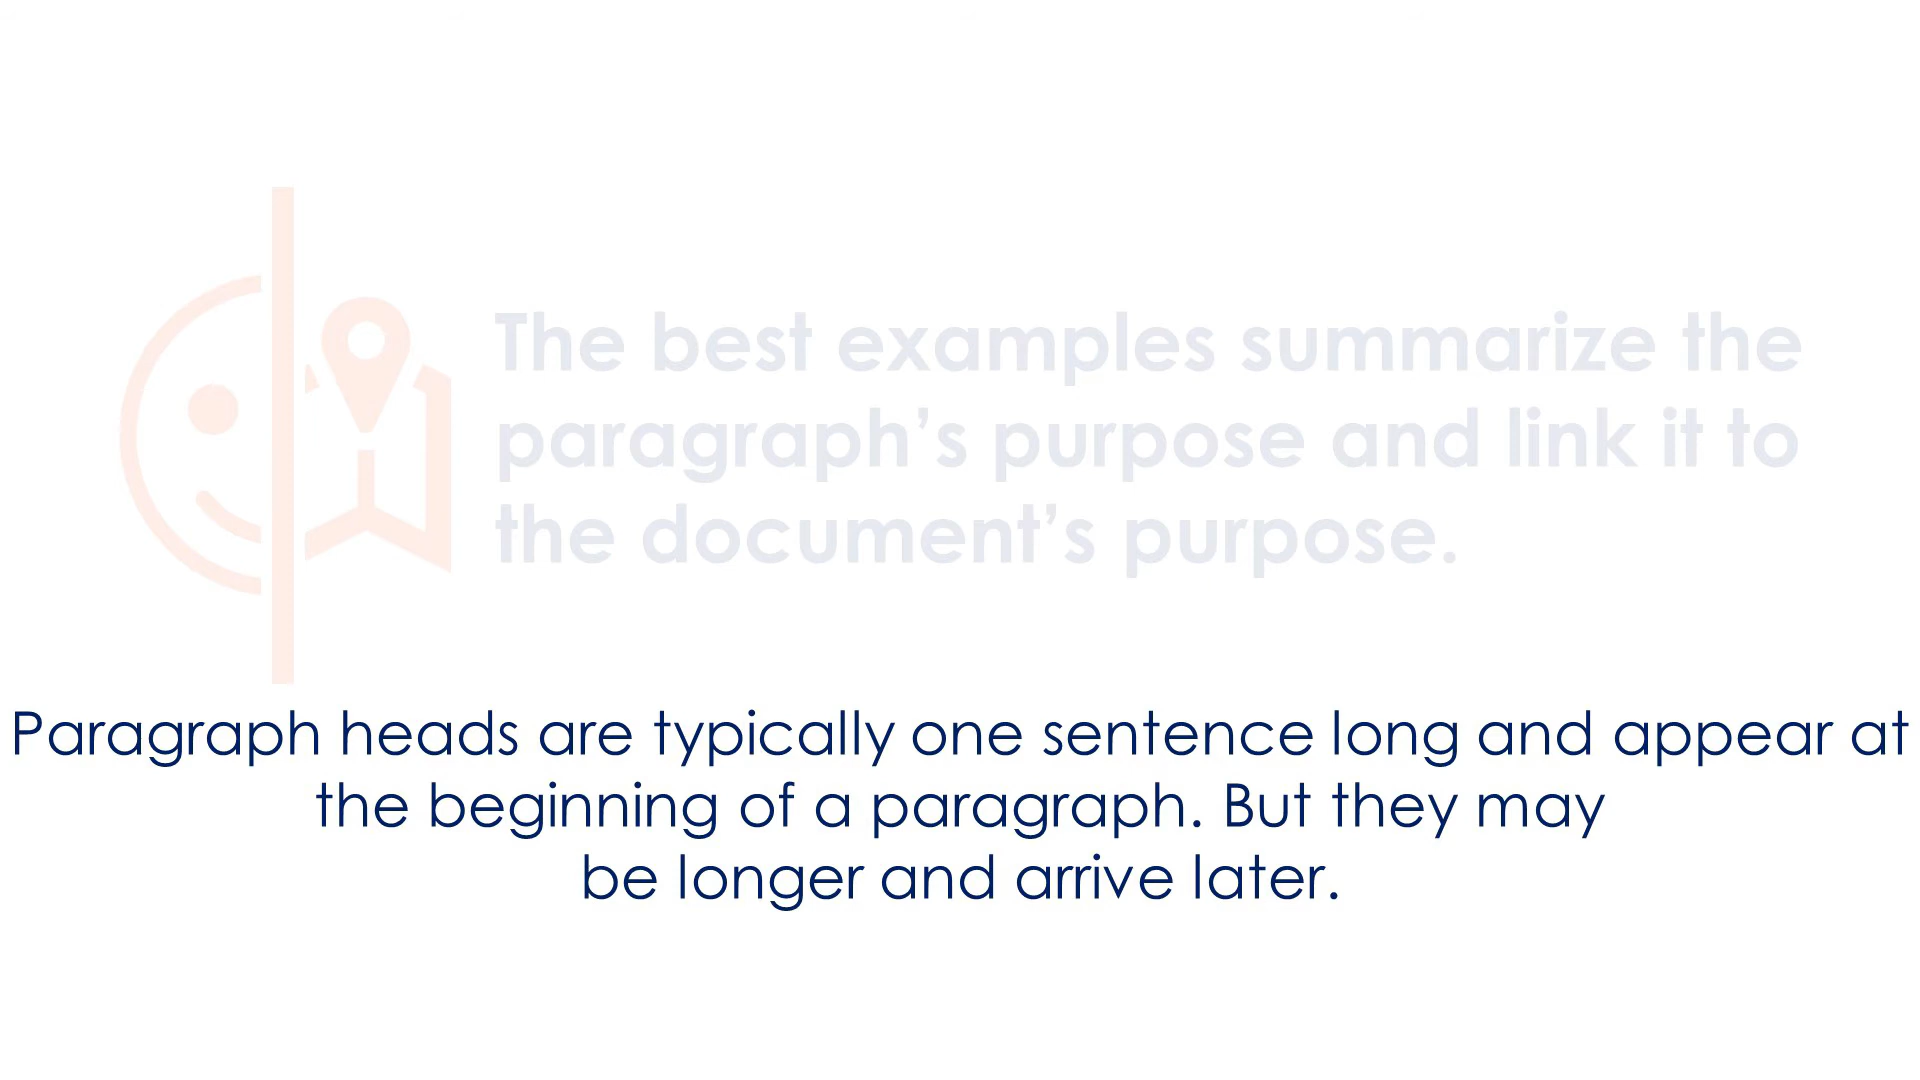 The best examples summarize the
paragraph’s purpose and link it to
the document’s purpose.
Paragraph heads are typically one sentence long and appear at
the beginning of a paragraph. But they may
be longer and arrive later.